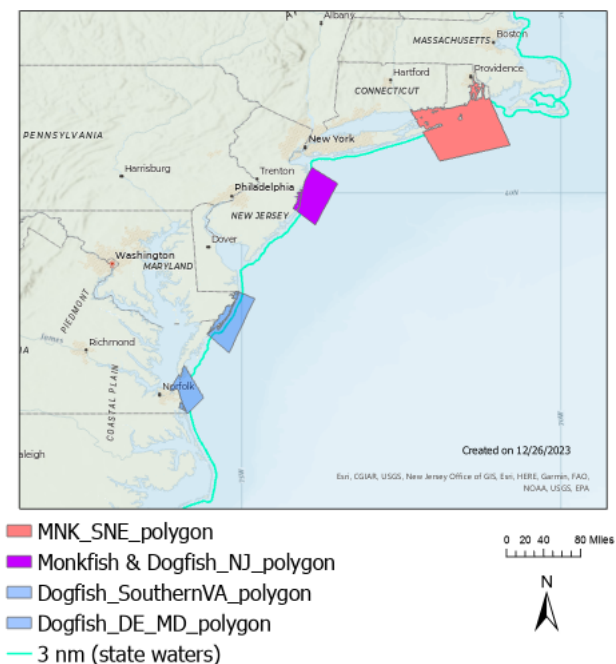 Albany
MASSACHUSETTS
Boston
Hartford
Providence
CONNECTICUT
PENNSYLVANIA
New York
Harrisburg
Trenton
Philadelphia
NEW JERSEY
Dover
Washington
MARYLAND
PIEDMONT
Richmond
James
COASTAL PLAIN
Norfolk
aleigh
Created on 12/26/2023
Esri, CGIAR, USGS, New Jersey Office of GIS, Esri, HERE, Garmin, FAO,
NOAA, USGS, EPA
MNK_SNE_polygon
Monkfish & Dogfish_NJ_polygon
Dogfish_SouthernVA_polygon
Dogfish_DE_MD_polygon
3 nm (state waters)
0 20 40 80 Miles
N